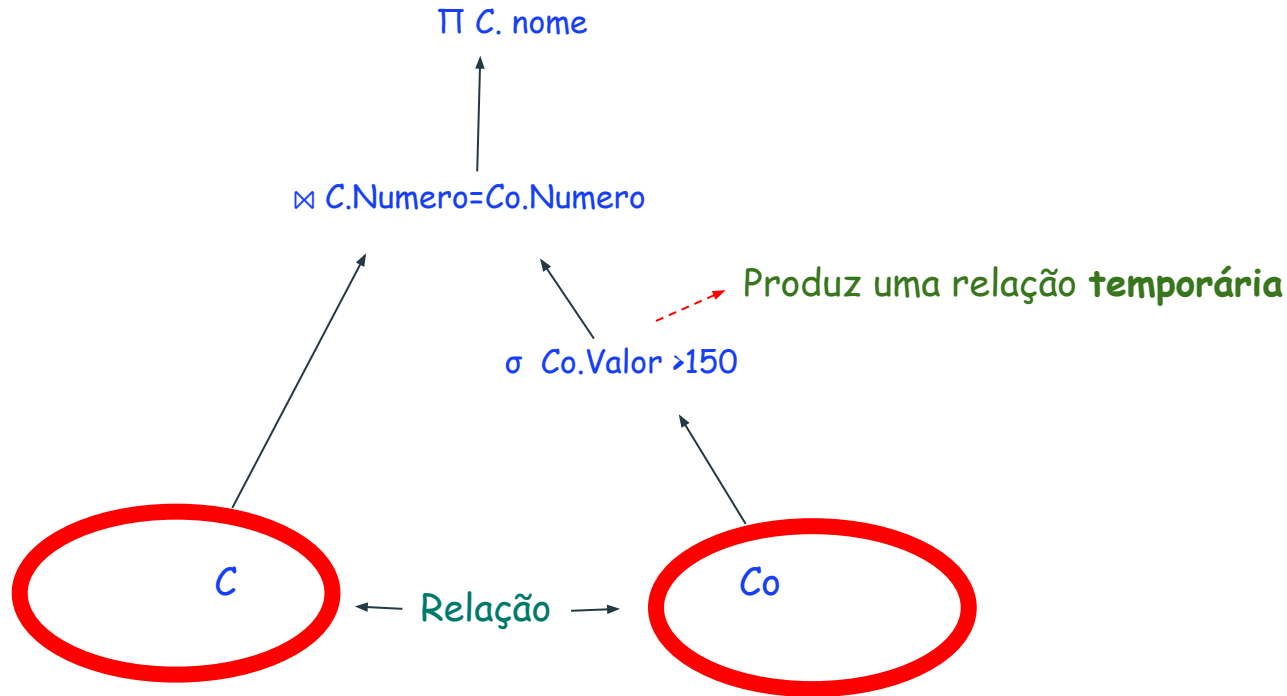 Π C. nome
⋈ C.Numero=Co.Numero
Produz uma relação temporária
σ Co.Valor >150
C
Co
Relação